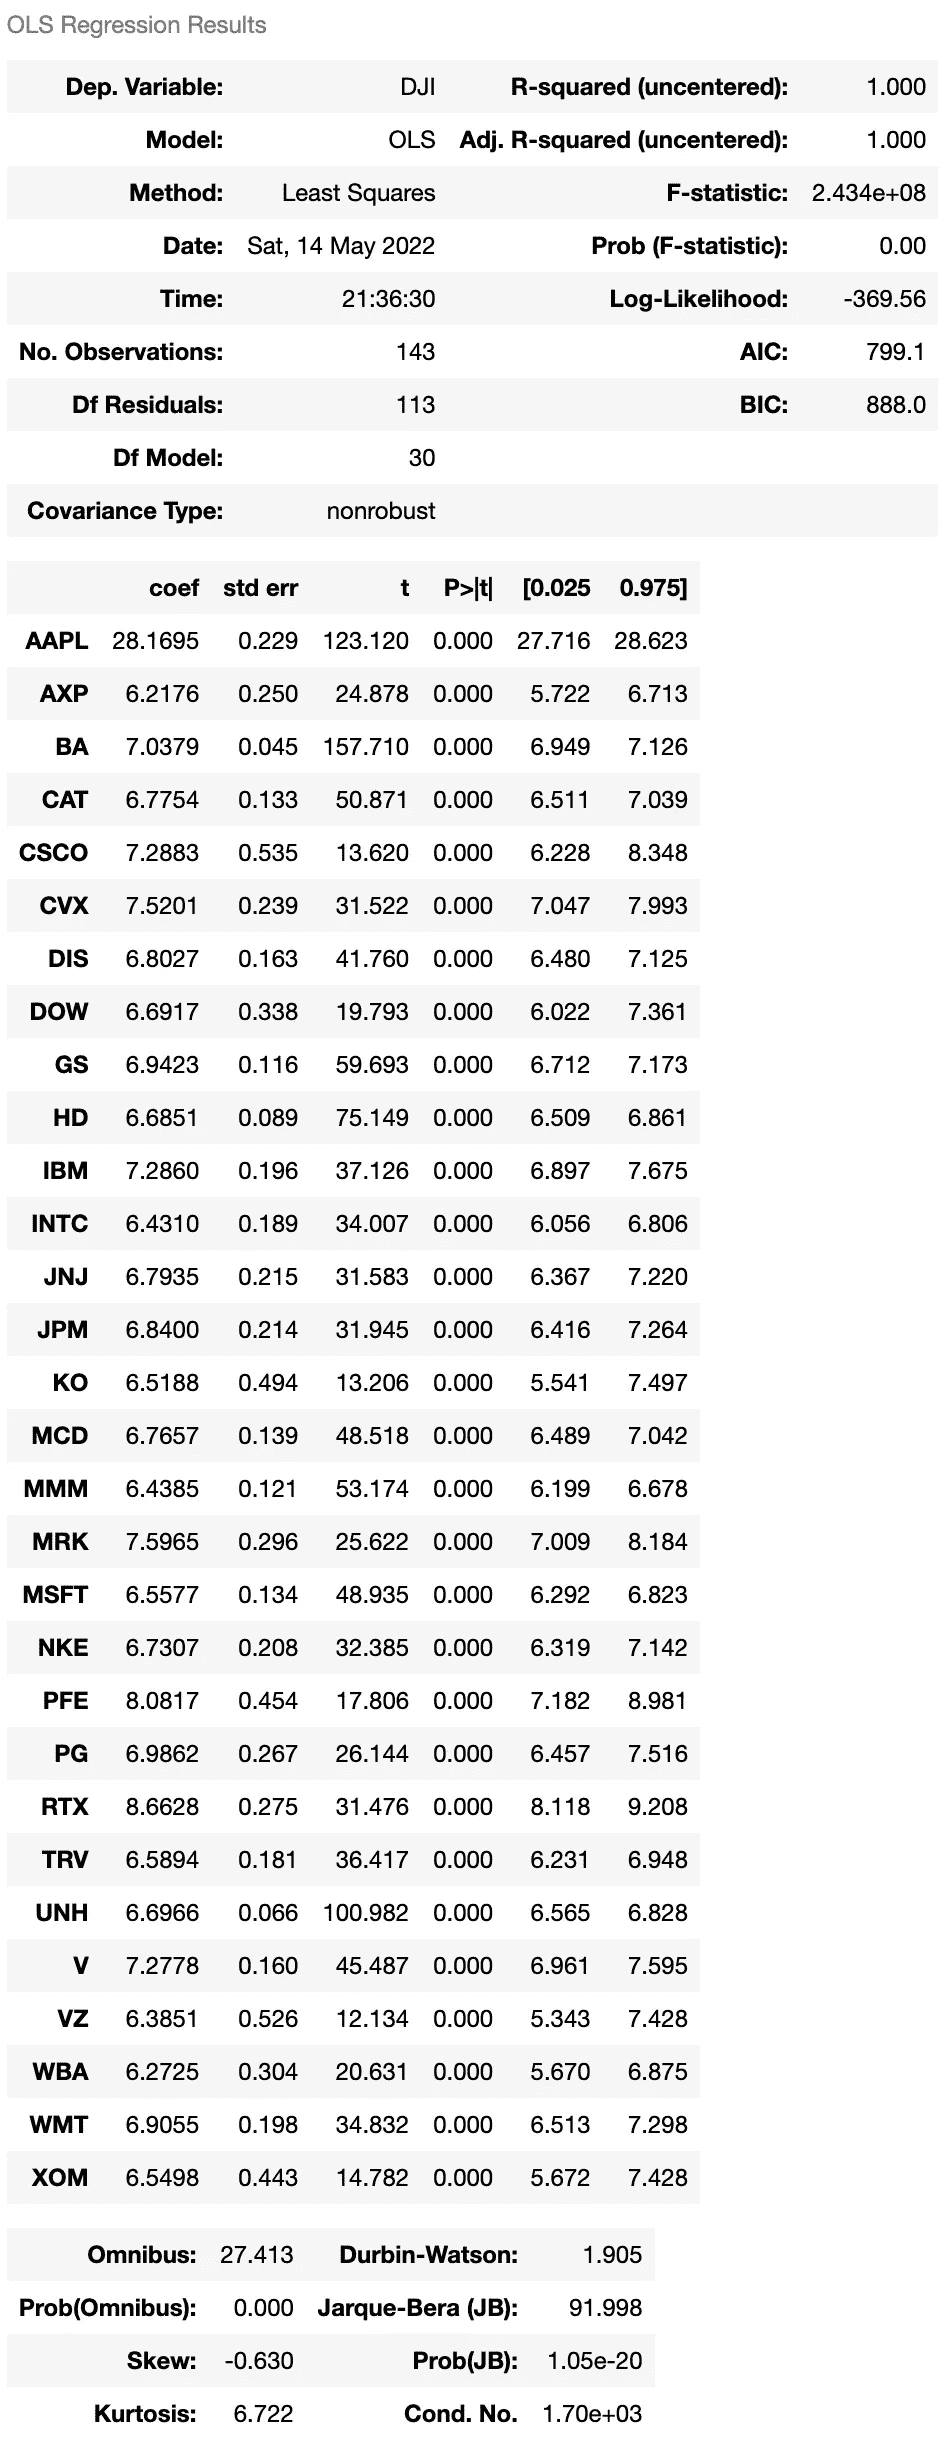 OLS Regression Results
Dep. Variable: DJI R-squared (uncentered): 1.000
Model: OLS Adj. R-squared (uncentered): 1.000
Method: Least Squares F-statistic: 2.434e+08
Date: Sat, 14 May 2022 Prob (F-statistic): 0.00
Time: 21:36:30 Log-Likelihood: -369.56
No. Observations: 143 AIC: 799.1
Df Residuals: 113 BIC: 888.0
Df Model: 30
Covariance Type: nonrobust
coef std err t P>|t| [0.025 0.975]
AAPL 28.1695 0.229 123.120 0.000 27.716 28.623
AXP 6.2176 0.250 24.878 0.000 5.722 6.713
BA 7.0379 0.045 157.710 0.000 6.949 7.126
CAT 6.7754 0.133 50.871 0.000 6.511 7.039
CSCO 7.2883 0.535 13.620 0.000 6.228 8.348
CVX 7.5201 0.239 31.522 0.000 7.047 7.993
DIS 6.8027 0.163 41.760 0.000 6.480 7.125
DOW 6.6917 0.338 19.793 0.000 6.022 7.361
GS 6.9423 0.116 59.693 0.000 6.712 7.173
HD 6.6851 0.089 75.149 0.000 6.509 6.861
IBM 7.2860 0.196 37.126 0.000 6.897 7.675
INTC 6.4310 0.189 34.007 0.000 6.056 6.806
JNJ 6.7935 0.215 31.583 0.000 6.367 7.220
JPM 6.8400 0.214 31.945 0.000 6.416 7.264
KO 6.5188 0.494 13.206 0.000 5.541 7.497
MCD 6.7657 0.139 48.518 0.000 6.489 7.042
MMM 6.4385 0.121 53.174 0.000 6.199 6.678
MRK 7.5965 0.296 25.622 0.000 7.009 8.184
MSFT 6.5577 0.134 48.935 0.000 6.292 6.823
NKE 6.7307 0.208 32.385 0.000 6.319 7.142
PFE 8.0817 0.454 17.806 0.000 7.182 8.981
PG 6.9862 0.267 26.144 0.000 6.457 7.516
RTX 8.6628 0.275 31.476 0.000 8.118 9.208
TRV 6.5894 0.181 36.417 0.000 6.231 6.948
UNH 6.6966 0.066 100.982 0.000 6.565 6.828
V 7.2778 0.160 45.487 0.000 6.961 7.595
VZ 6.3851 0.526 12.134 0.000 5.343 7.428
WBA 6.2725 0.304 20.631 0.000 5.670 6.875
WMT 6.9055 0.198 34.832 0.000 6.513 7.298
XOM 6.5498 0.443 14.782 0.000 5.672 7.428
Omnibus: 27.413 Durbin-Watson: 1.905
Prob(Omnibus): 0.000 Jarque-Bera (JB): 91.998
Skew: -0.630 Prob(JB): 1.05e-20
Kurtosis: 6.722 Cond. No. 1.70e+03